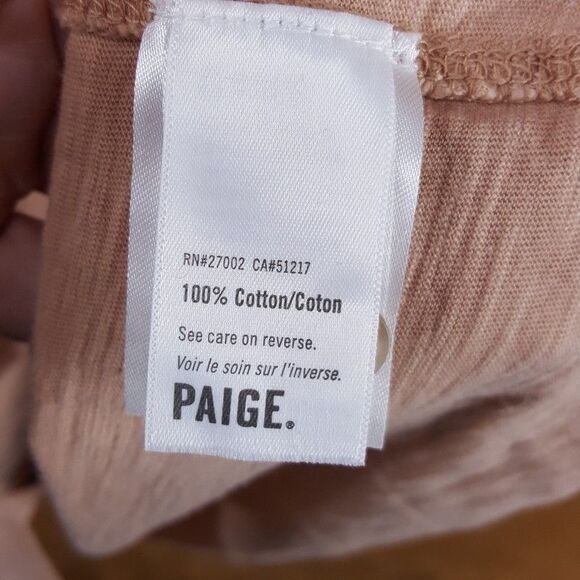 RN#27002 CA#51217
100% Cotton/Coton
See care on reverse.
Voir le soin sur l'inverse.
PAIGE.